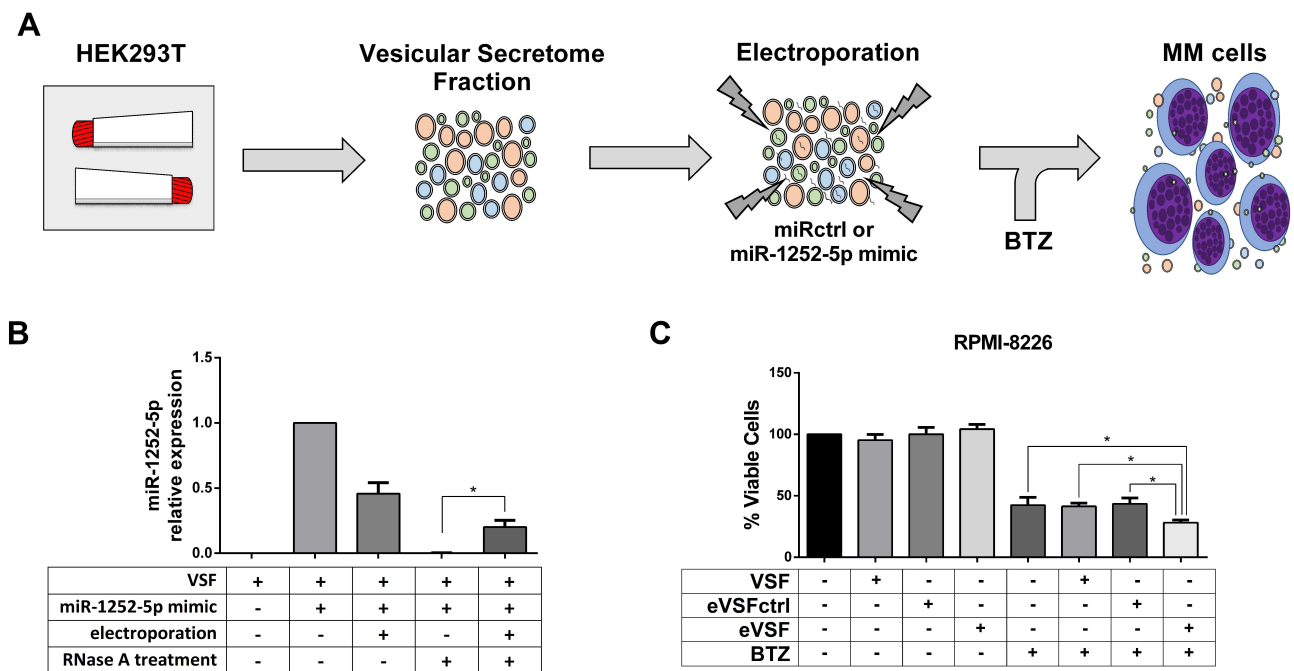 A
HEK293T
Vesicular Secretome
Fraction
Electroporation
miRctrl or
miR-1252-5p mimic
BTZ
MM cells
B
miR-1252-5p
relative expression
1.5
1.0
0.5
0.0
*
VSF + + + + +
miR-1252-5p mimic - + + + +
electroporation - - + - +
RNase A treatment - - - + +
C
RPMI-8226
% Viable Cells
150
100
50
0
*
*
*
VSF - + - - - + - -
eVSFctrl - - + - - - + -
eVSF - - - + - - - +
BTZ - - - - + + + +